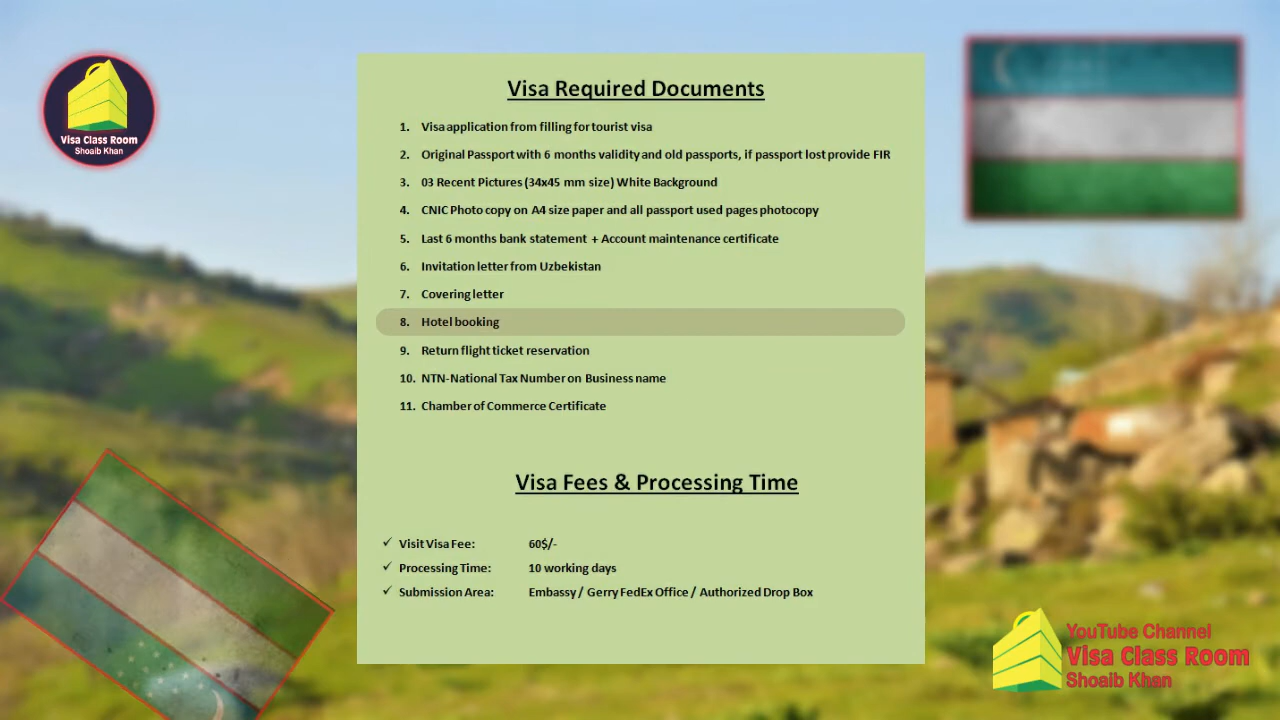 Visa Class Room
Shoaib Khan
Visa Required Documents
1. Visa application from filling for tourist visa
2. Original Passport with 6 months validity and old passports, if passport lost provide FIR
3. 03 Recent Pictures (34x45 mm size) White Background
4. CNIC Photo copy on A4 size paper and all passport used pages photocopy
5. Last 6 months bank statement + Account maintenance certificate
6. Invitation letter from Uzbekistan
7. Covering letter
8. Hotel booking
9. Return flight ticket reservation
10. NTN-National Tax Number on Business name
11. Chamber of Commerce Certificate
Visa Fees & Processing Time
✓ Visit Visa Fee: 60$/-
✓ Processing Time: 10 working days
✓ Submission Area: Embassy / Gerry FedEx Office / Authorized Drop Box
YouTube Channel
Visa Class Room
Shoaib Khan